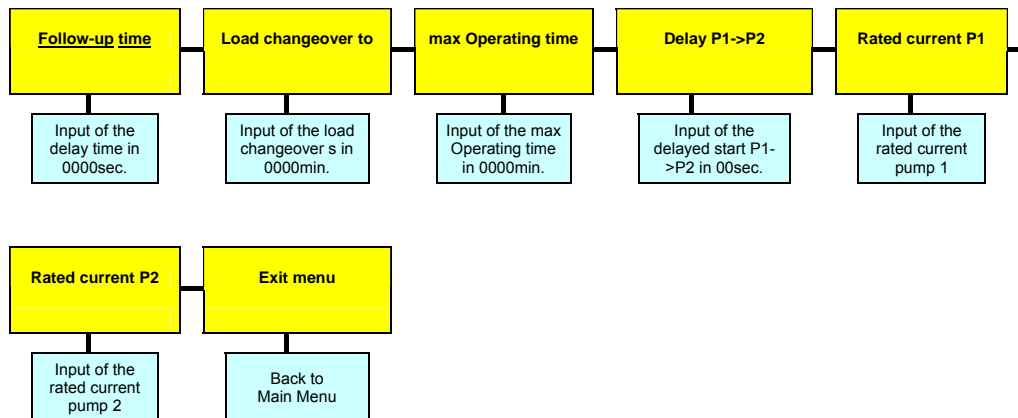 Follow-up time
Load changeover to
max Operating time
Delay P1->P2
Rated current P1
Input of the
delay time in
0000sec.
Input of the load
changeover s in
0000min.
Input of the max
Operating time
in 0000min.
Input of the
delayed start P1-
>P2 in 00sec.
Input of the
rated current
pump 1
Rated current P2
Exit menu
Input of the
rated current
pump 2
Back to
Main Menu